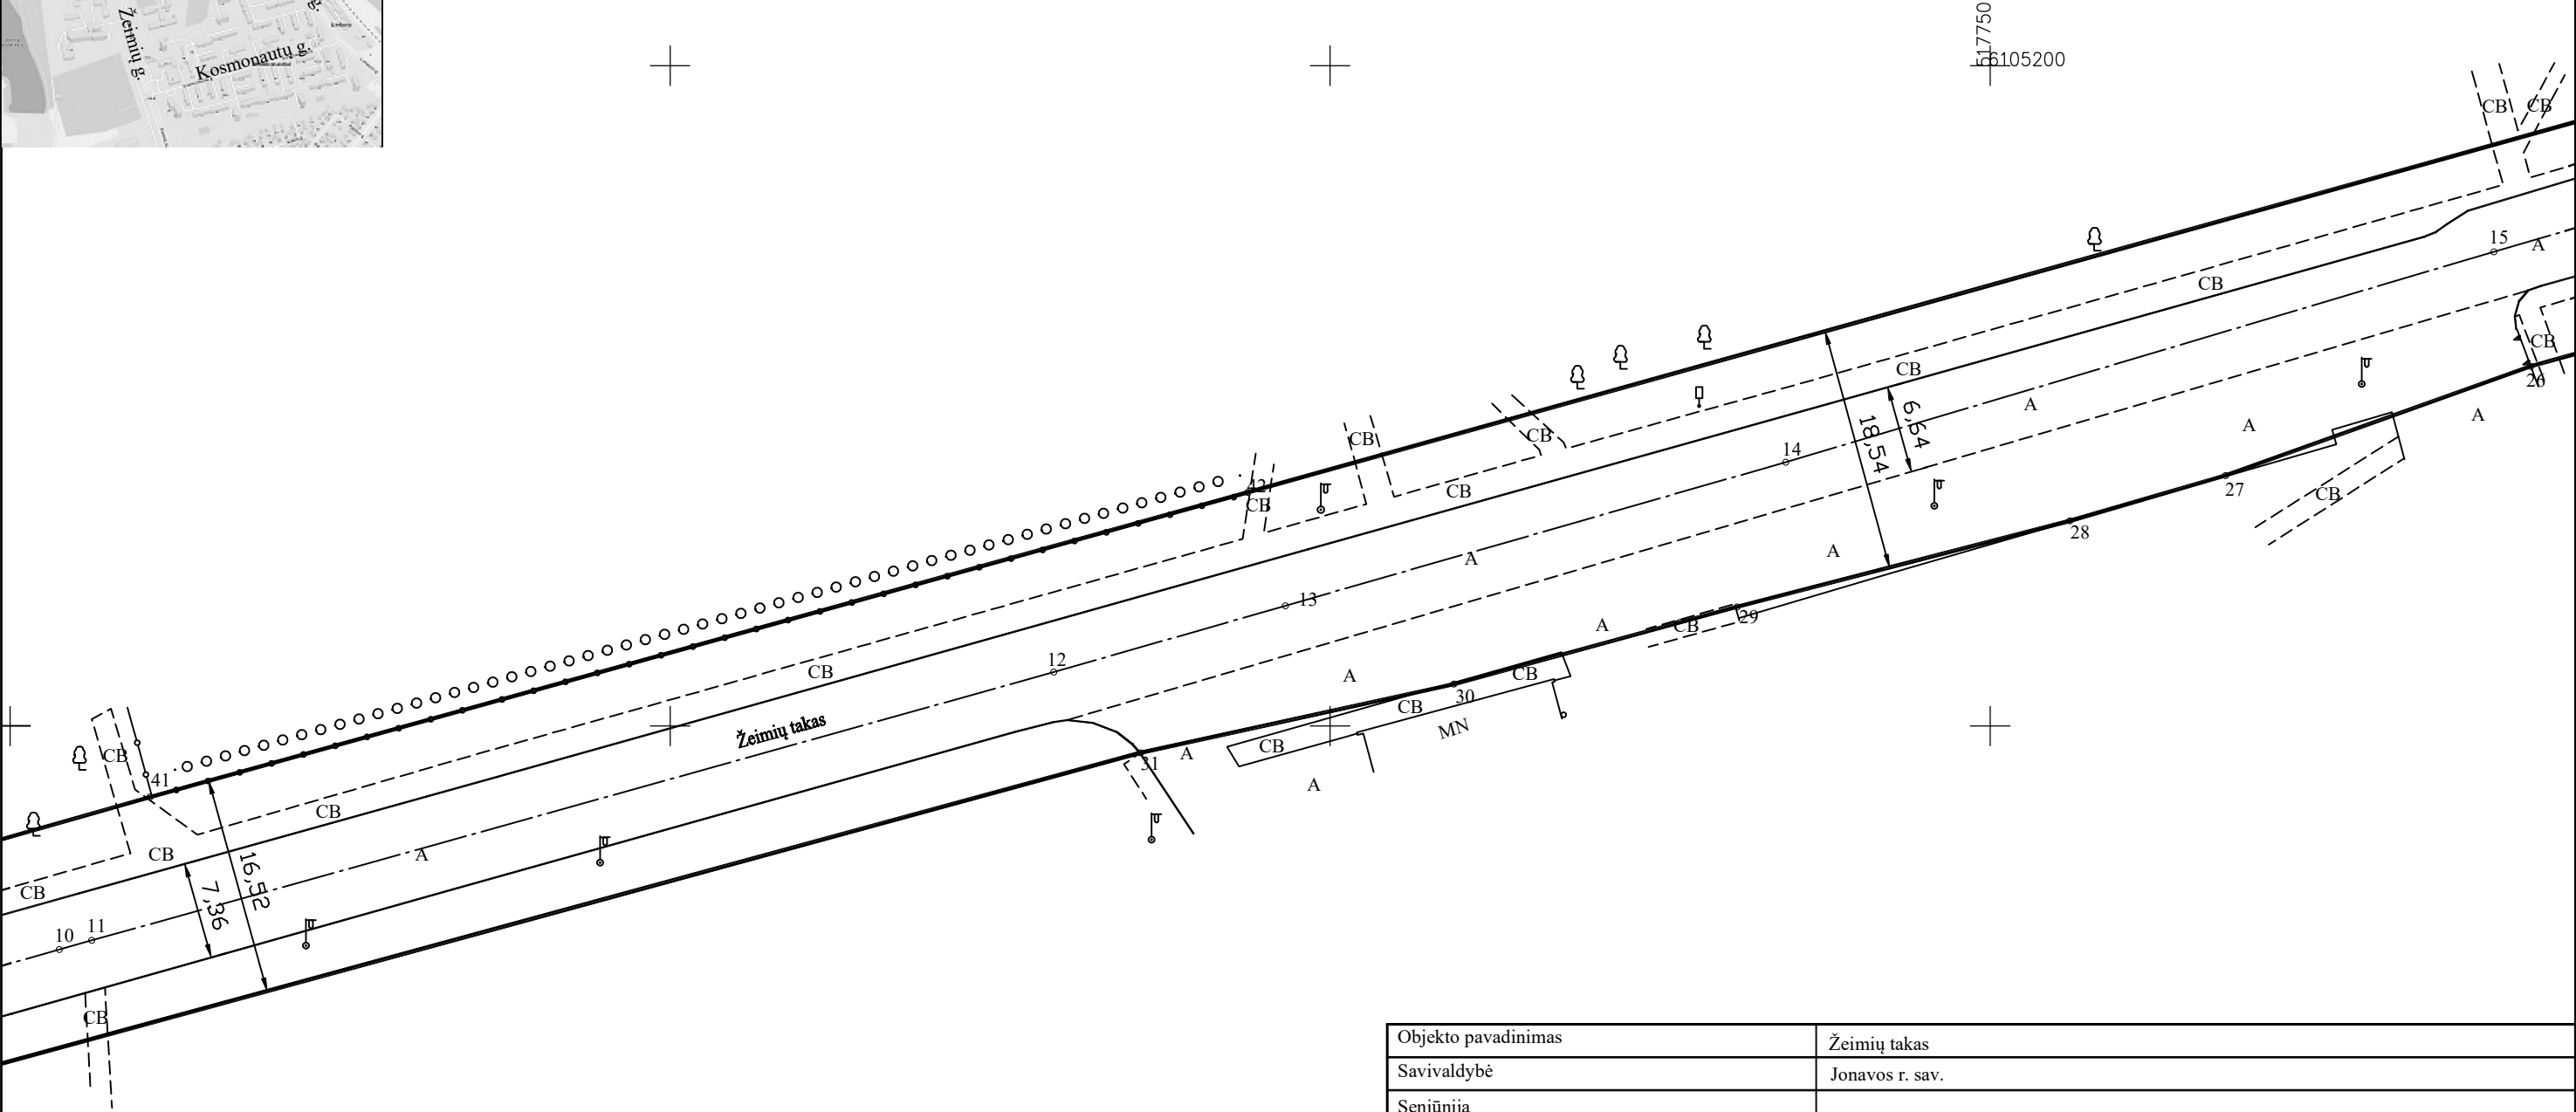 Žeimių g.
g.
Kosmonautų g.
517750
6105200
CB
CB
15
A
CB
CB
26
CB
A
A
A
6,64
18,54
14
27
CB
28
CB
CB
CB
42
CB
A
A
13
29
CB
A
12
CB
A
30
CB
CB
MN
CB
A
31
A
Žeimių takas
41
CB
CB
CB
A
16,52
7,36
CB
10
11
CB
Objekto pavadinimas
Žeimių takas
Savivaldybė
Jonavos r. sav.
Seniūnija